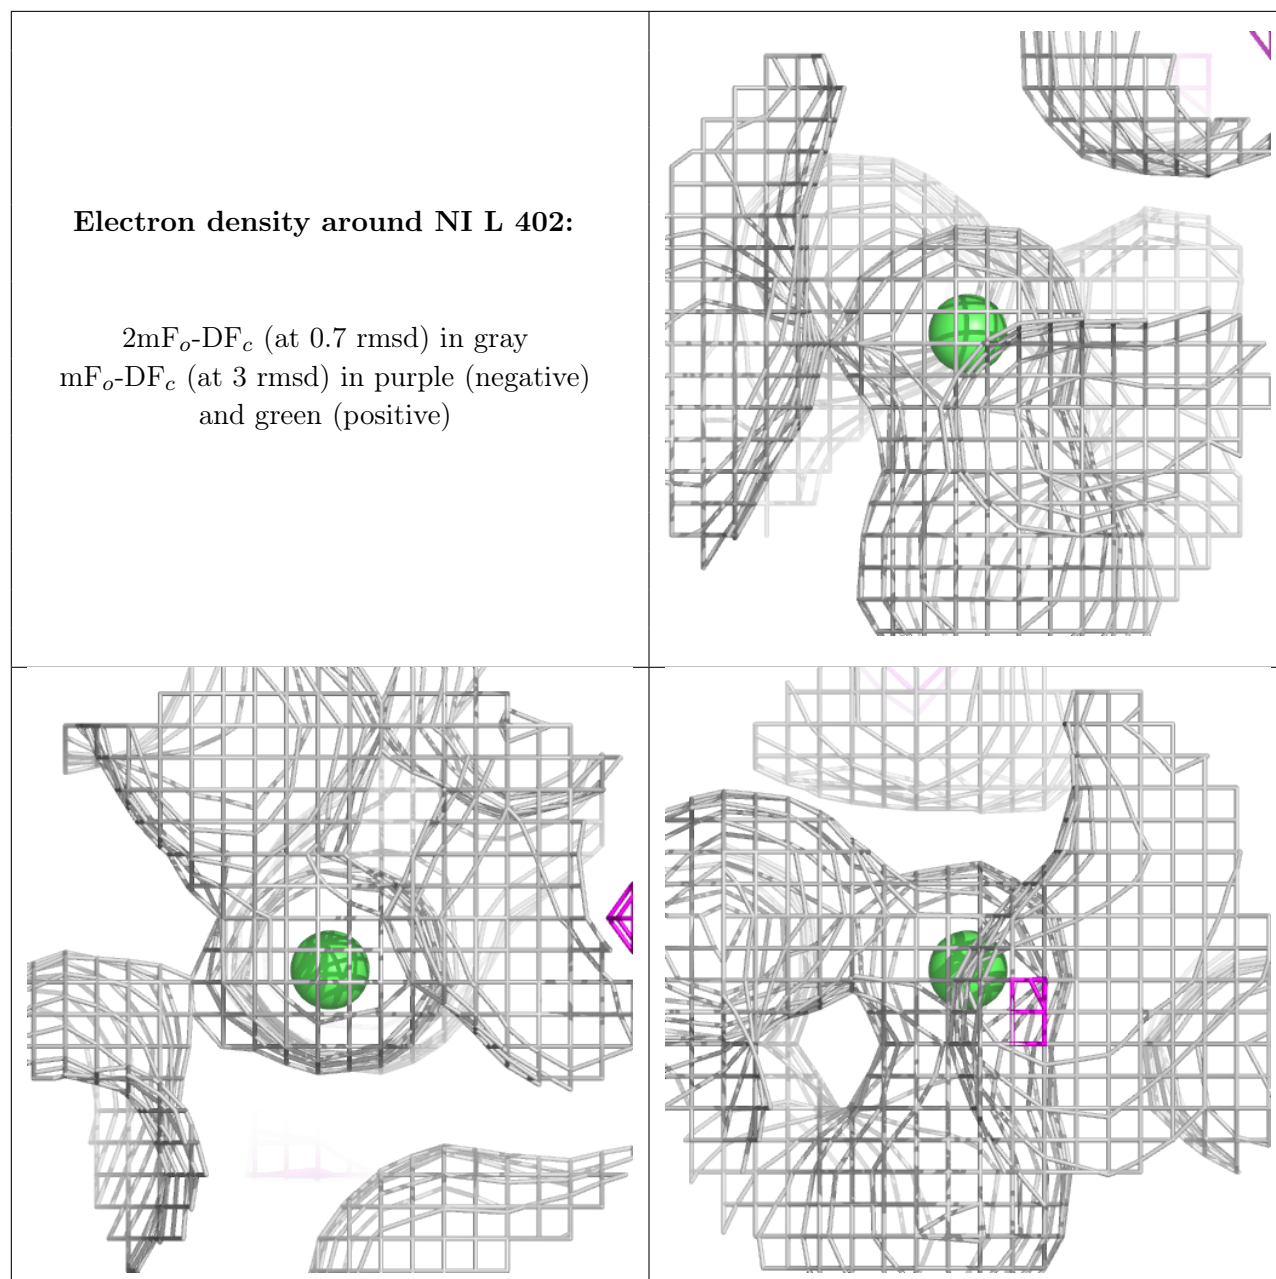 Electron density around NI L 402:
2mFo-DFc (at 0.7 rmsd) in gray
mFo-DFc (at 3 rmsd) in purple (negative)
and green (positive)